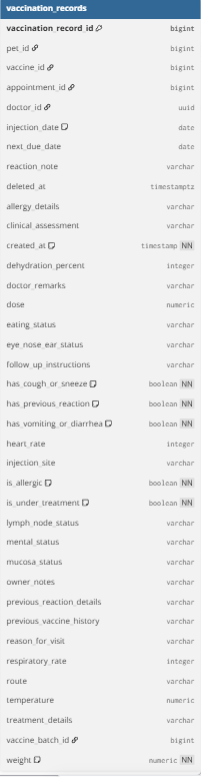 vaccination_records
vaccination_record_id bigint
pet_id bigint
vaccine_id bigint
appointment_id bigint
doctor_id uuid
injection_date date
next_due_date date
reaction_note varchar
deleted_at timestamptz
allergy_details varchar
clinical_assessment varchar
created_at timestamp NN
dehydration_percent integer
doctor_remarks varchar
dose numeric
eating_status varchar
eye_nose_ear_status varchar
follow_up_instructions varchar
has_cough_or_sneeze boolean NN
has_previous_reaction boolean NN
has_vomiting_or_diarrhea boolean NN
heart_rate integer
injection_site varchar
is_allergic boolean NN
is_under_treatment boolean NN
lymph_node_status varchar
mental_status varchar
mucosa_status varchar
owner_notes varchar
previous_reaction_details varchar
previous_vaccine_history varchar
reason_for_visit varchar
respiratory_rate integer
route varchar
temperature numeric
treatment_details varchar
vaccine_batch_id bigint
weight numeric NN